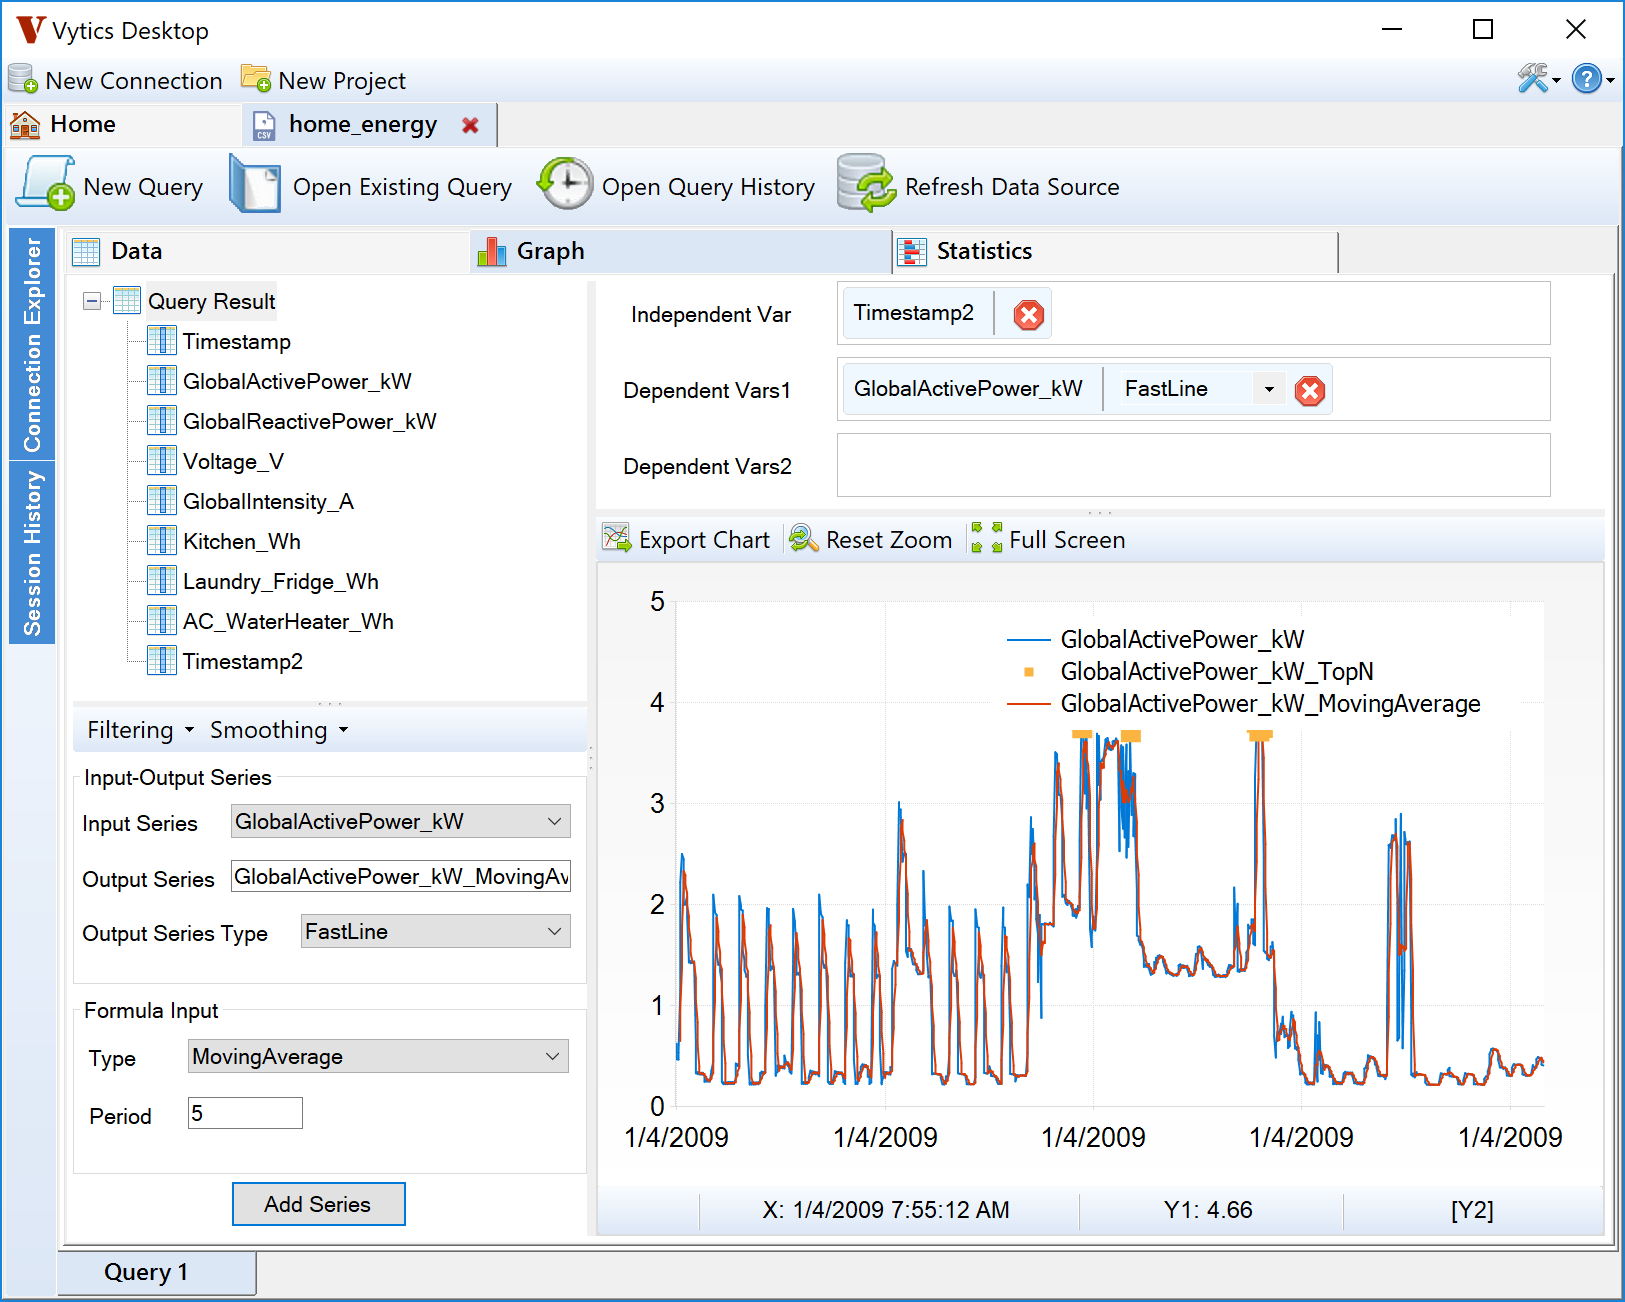 Vytics Desktop
New Connection New Project
Home home_energy
New Query Open Existing Query Open Query History Refresh Data Source
Connection Explorer
Session History
Data Graph Statistics
Query Result
Timestamp
GlobalActivePower_kW
GlobalReactivePower_kW
Voltage_V
GlobalIntensity_A
Kitchen_Wh
Laundry_Fridge_Wh
AC_WaterHeater_Wh
Timestamp2
Filtering Smoothing
Input-Output Series
Input Series GlobalActivePower_kW
Output Series GlobalActivePower_kW_MovingAv
Output Series Type FastLine
Formula Input
Type MovingAverage
Period 5
Add Series
Independent Var Timestamp2
Dependent Vars1 GlobalActivePower_kW FastLine
Dependent Vars2
Export Chart Reset Zoom Full Screen
GlobalActivePower_kW
GlobalActivePower_kW_TopN
GlobalActivePower_kW_MovingAverage
5
4
3
2
1
0
1/4/2009 1/4/2009 1/4/2009 1/4/2009 1/4/2009
X: 1/4/2009 7:55:12 AM Y1: 4.66 [Y2]
Query 1